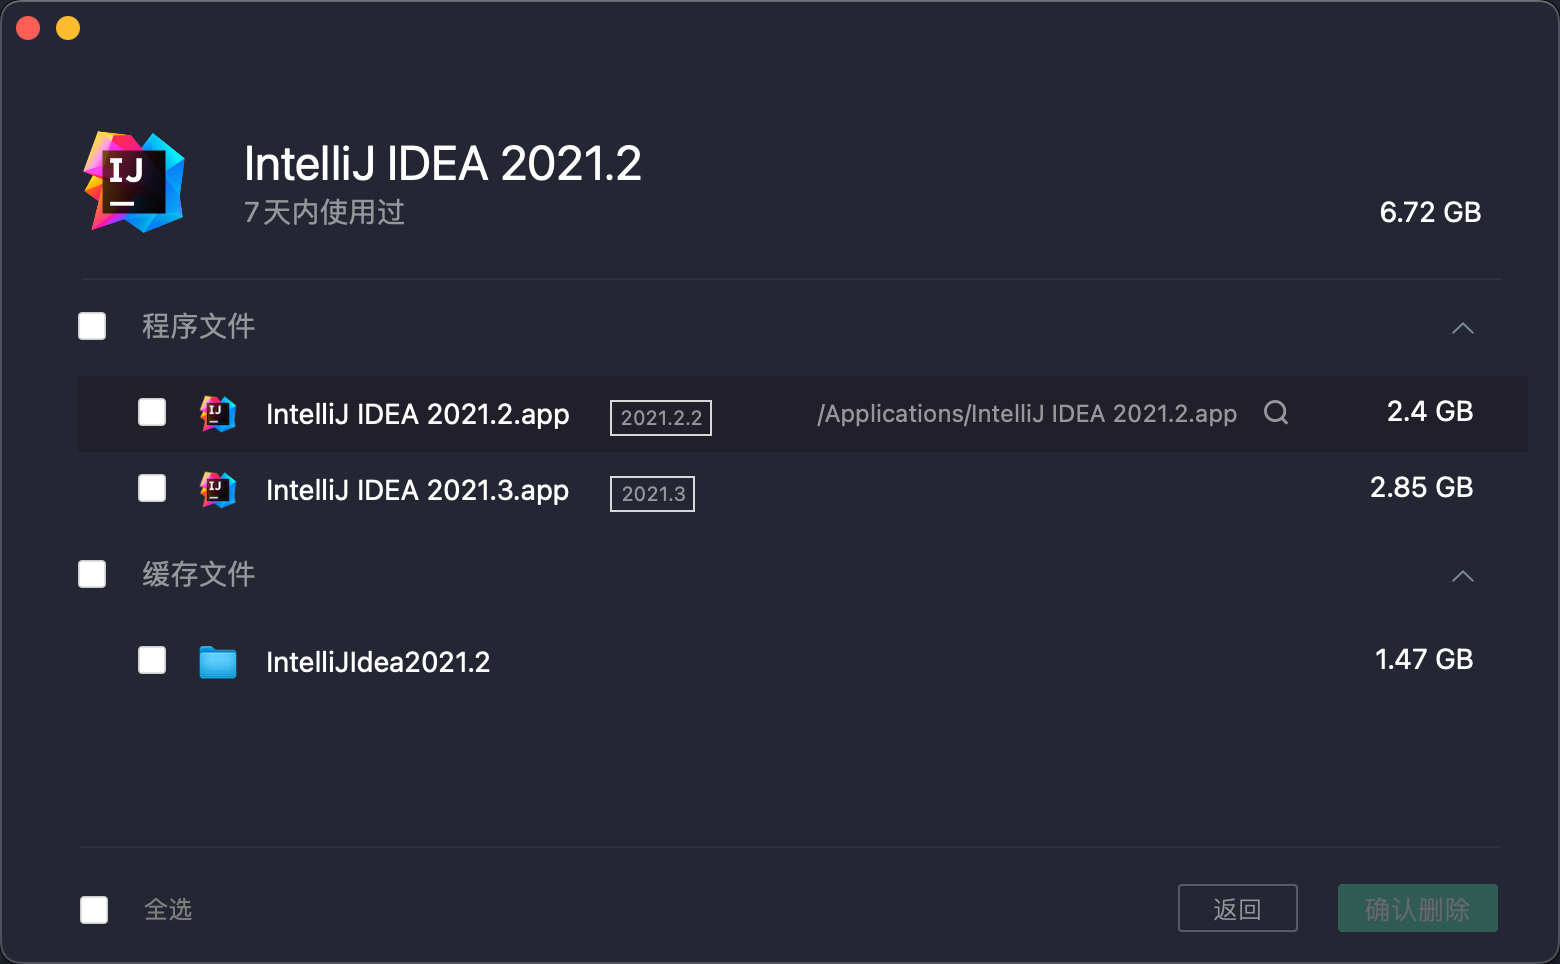 IJ
IntelliJ IDEA 2021.2
7天内使用过
6.72 GB
程序文件
IJ IntelliJ IDEA 2021.2.app 2021.2.2 /Applications/IntelliJ IDEA 2021.2.app 2.4 GB
IJ IntelliJ IDEA 2021.3.app 2021.3 2.85 GB
缓存文件
IntelliJIdea2021.2 1.47 GB
全选 返回 确认删除